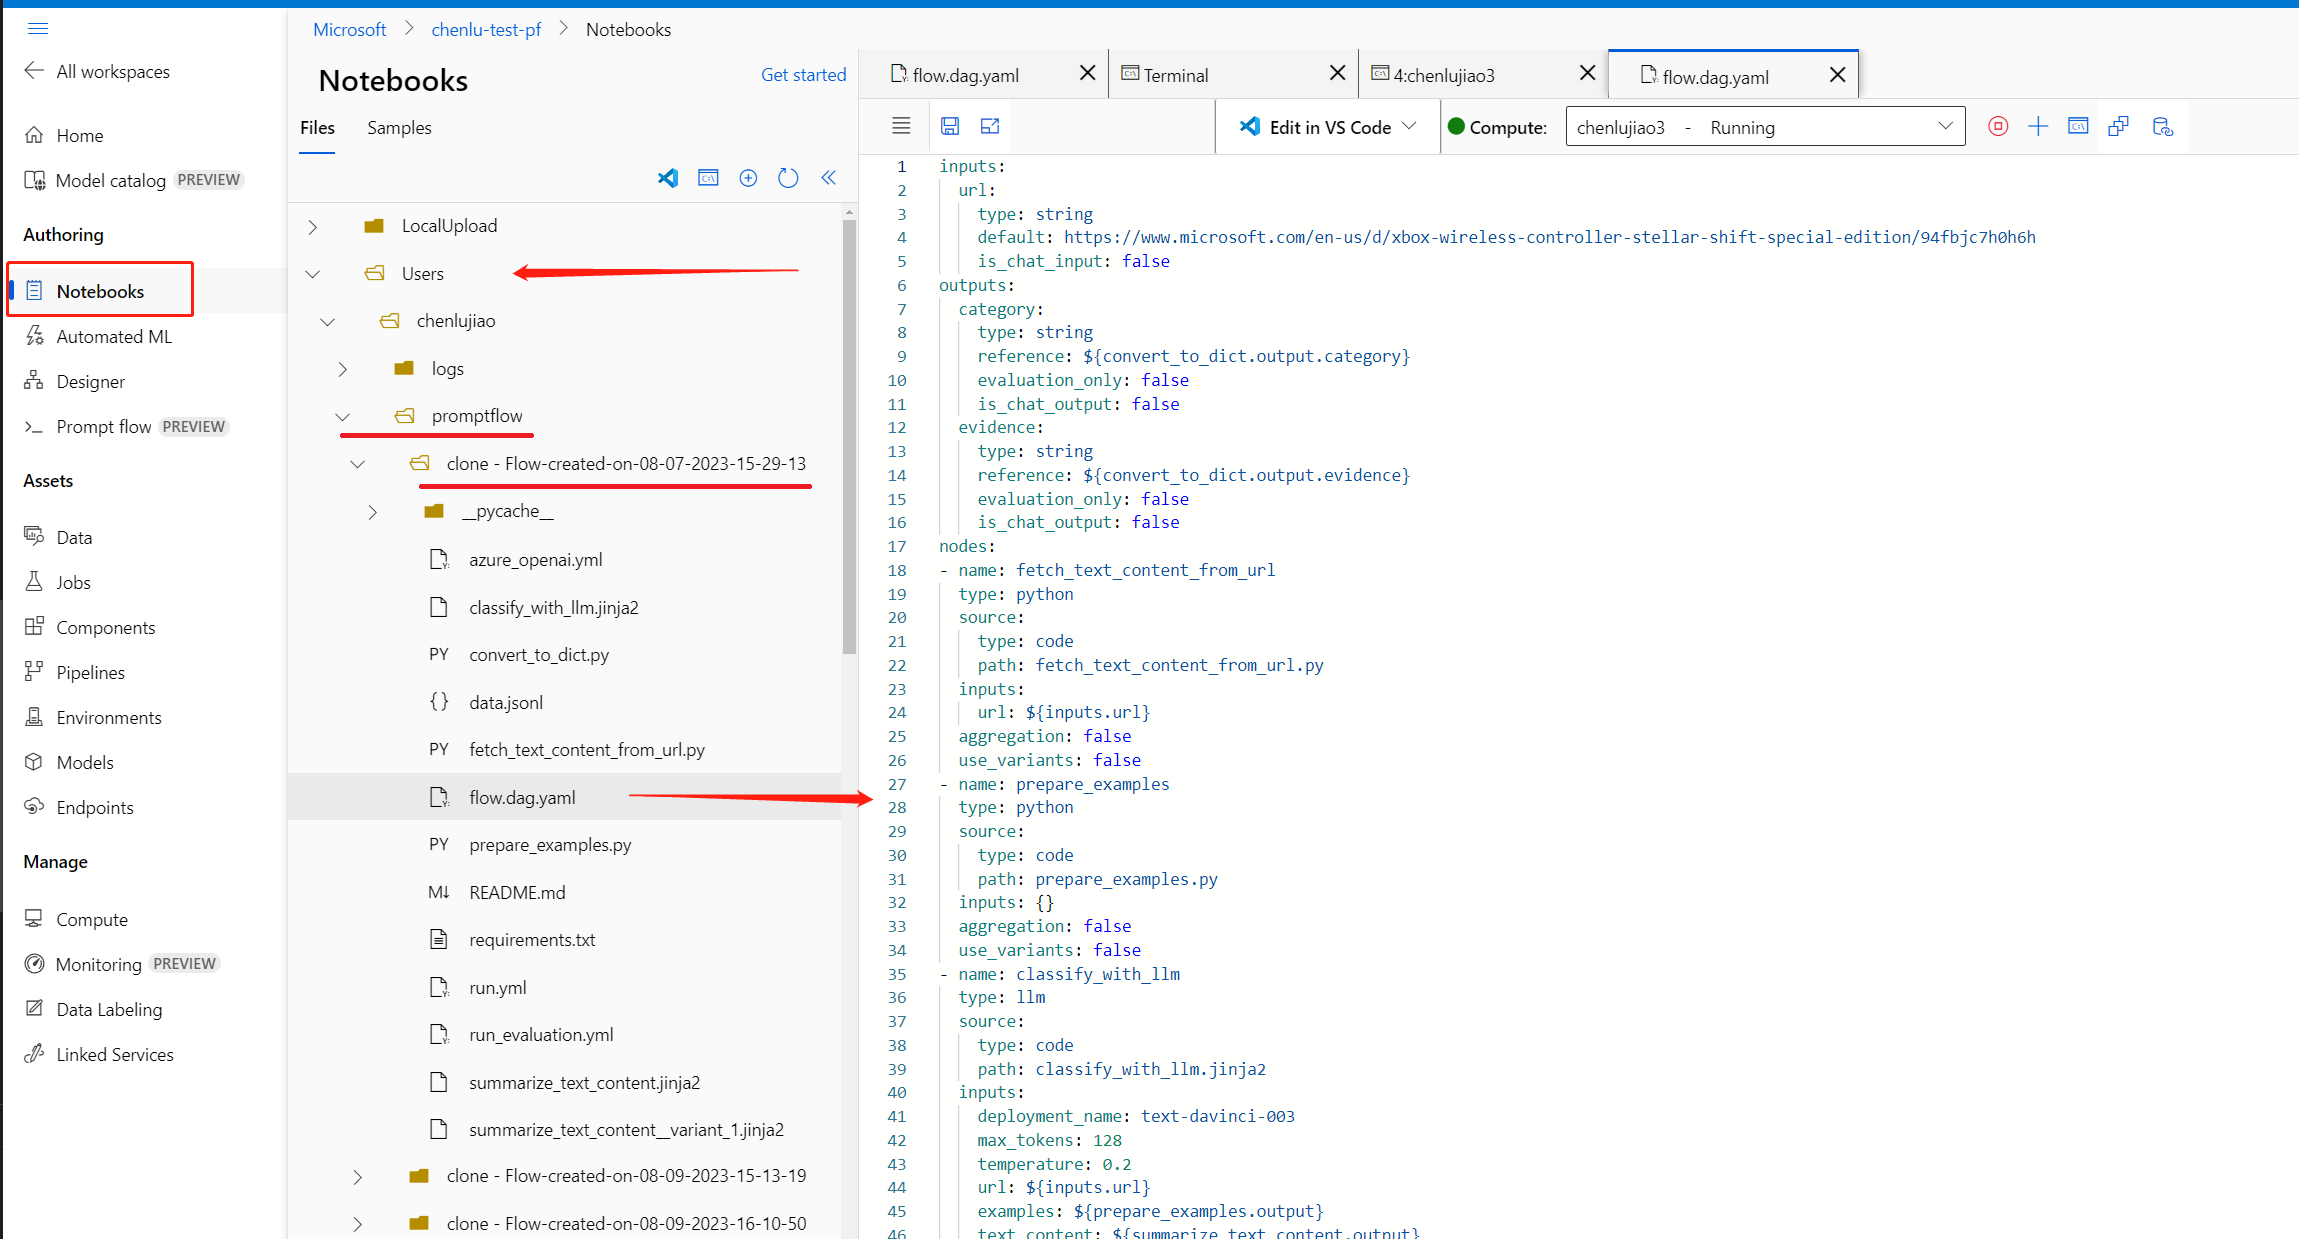 Microsoft > chenlu-test-pf > Notebooks
All workspaces
Home
Model catalog PREVIEW
Authoring
Notebooks
Automated ML
Designer
Prompt flow PREVIEW
Assets
Data
Jobs
Components
Pipelines
Environments
Models
Endpoints
Manage
Compute
Monitoring PREVIEW
Data Labeling
Linked Services
Notebooks
Get started
Files
Samples
LocalUpload
Users
chenlujiao
logs
promptflow
clone - Flow-created-on-08-07-2023-15-29-13
__pycache__
azure_openai.yml
classify_with_llm.jinja2
PY convert_to_dict.py
{} data.jsonl
PY fetch_text_content_from_url.py
flow.dag.yaml
PY prepare_examples.py
M↓ README.md
requirements.txt
run.yml
run_evaluation.yml
summarize_text_content.jinja2
summarize_text_content__variant_1.jinja2
clone - Flow-created-on-08-09-2023-15-13-19
clone - Flow-created-on-08-09-2023-16-10-50
flow.dag.yaml
Terminal
4:chenlujiao3
flow.dag.yaml
Edit in VS Code
Compute:
chenlujiao3 - Running
1 inputs:
2 url:
3 type: string
4 default: https://www.microsoft.com/en-us/d/xbox-wireless-controller-stellar-shift-special-edition/94fbjc7h0h6h
5 is_chat_input: false
6 outputs:
7 category:
8 type: string
9 reference: ${convert_to_dict.output.category}
10 evaluation_only: false
11 is_chat_output: false
12 evidence:
13 type: string
14 reference: ${convert_to_dict.output.evidence}
15 evaluation_only: false
16 is_chat_output: false
17 nodes:
18 - name: fetch_text_content_from_url
19 type: python
20 source:
21 type: code
22 path: fetch_text_content_from_url.py
23 inputs:
24 url: ${inputs.url}
25 aggregation: false
26 use_variants: false
27 - name: prepare_examples
28 type: python
29 source:
30 type: code
31 path: prepare_examples.py
32 inputs: {}
33 aggregation: false
34 use_variants: false
35 - name: classify_with_llm
36 type: llm
37 source:
38 type: code
39 path: classify_with_llm.jinja2
40 inputs:
41 deployment_name: text-davinci-003
42 max_tokens: 128
43 temperature: 0.2
44 url: ${inputs.url}
45 examples: ${prepare_examples.output}
46 text_content: ${summarize_text_content.output}